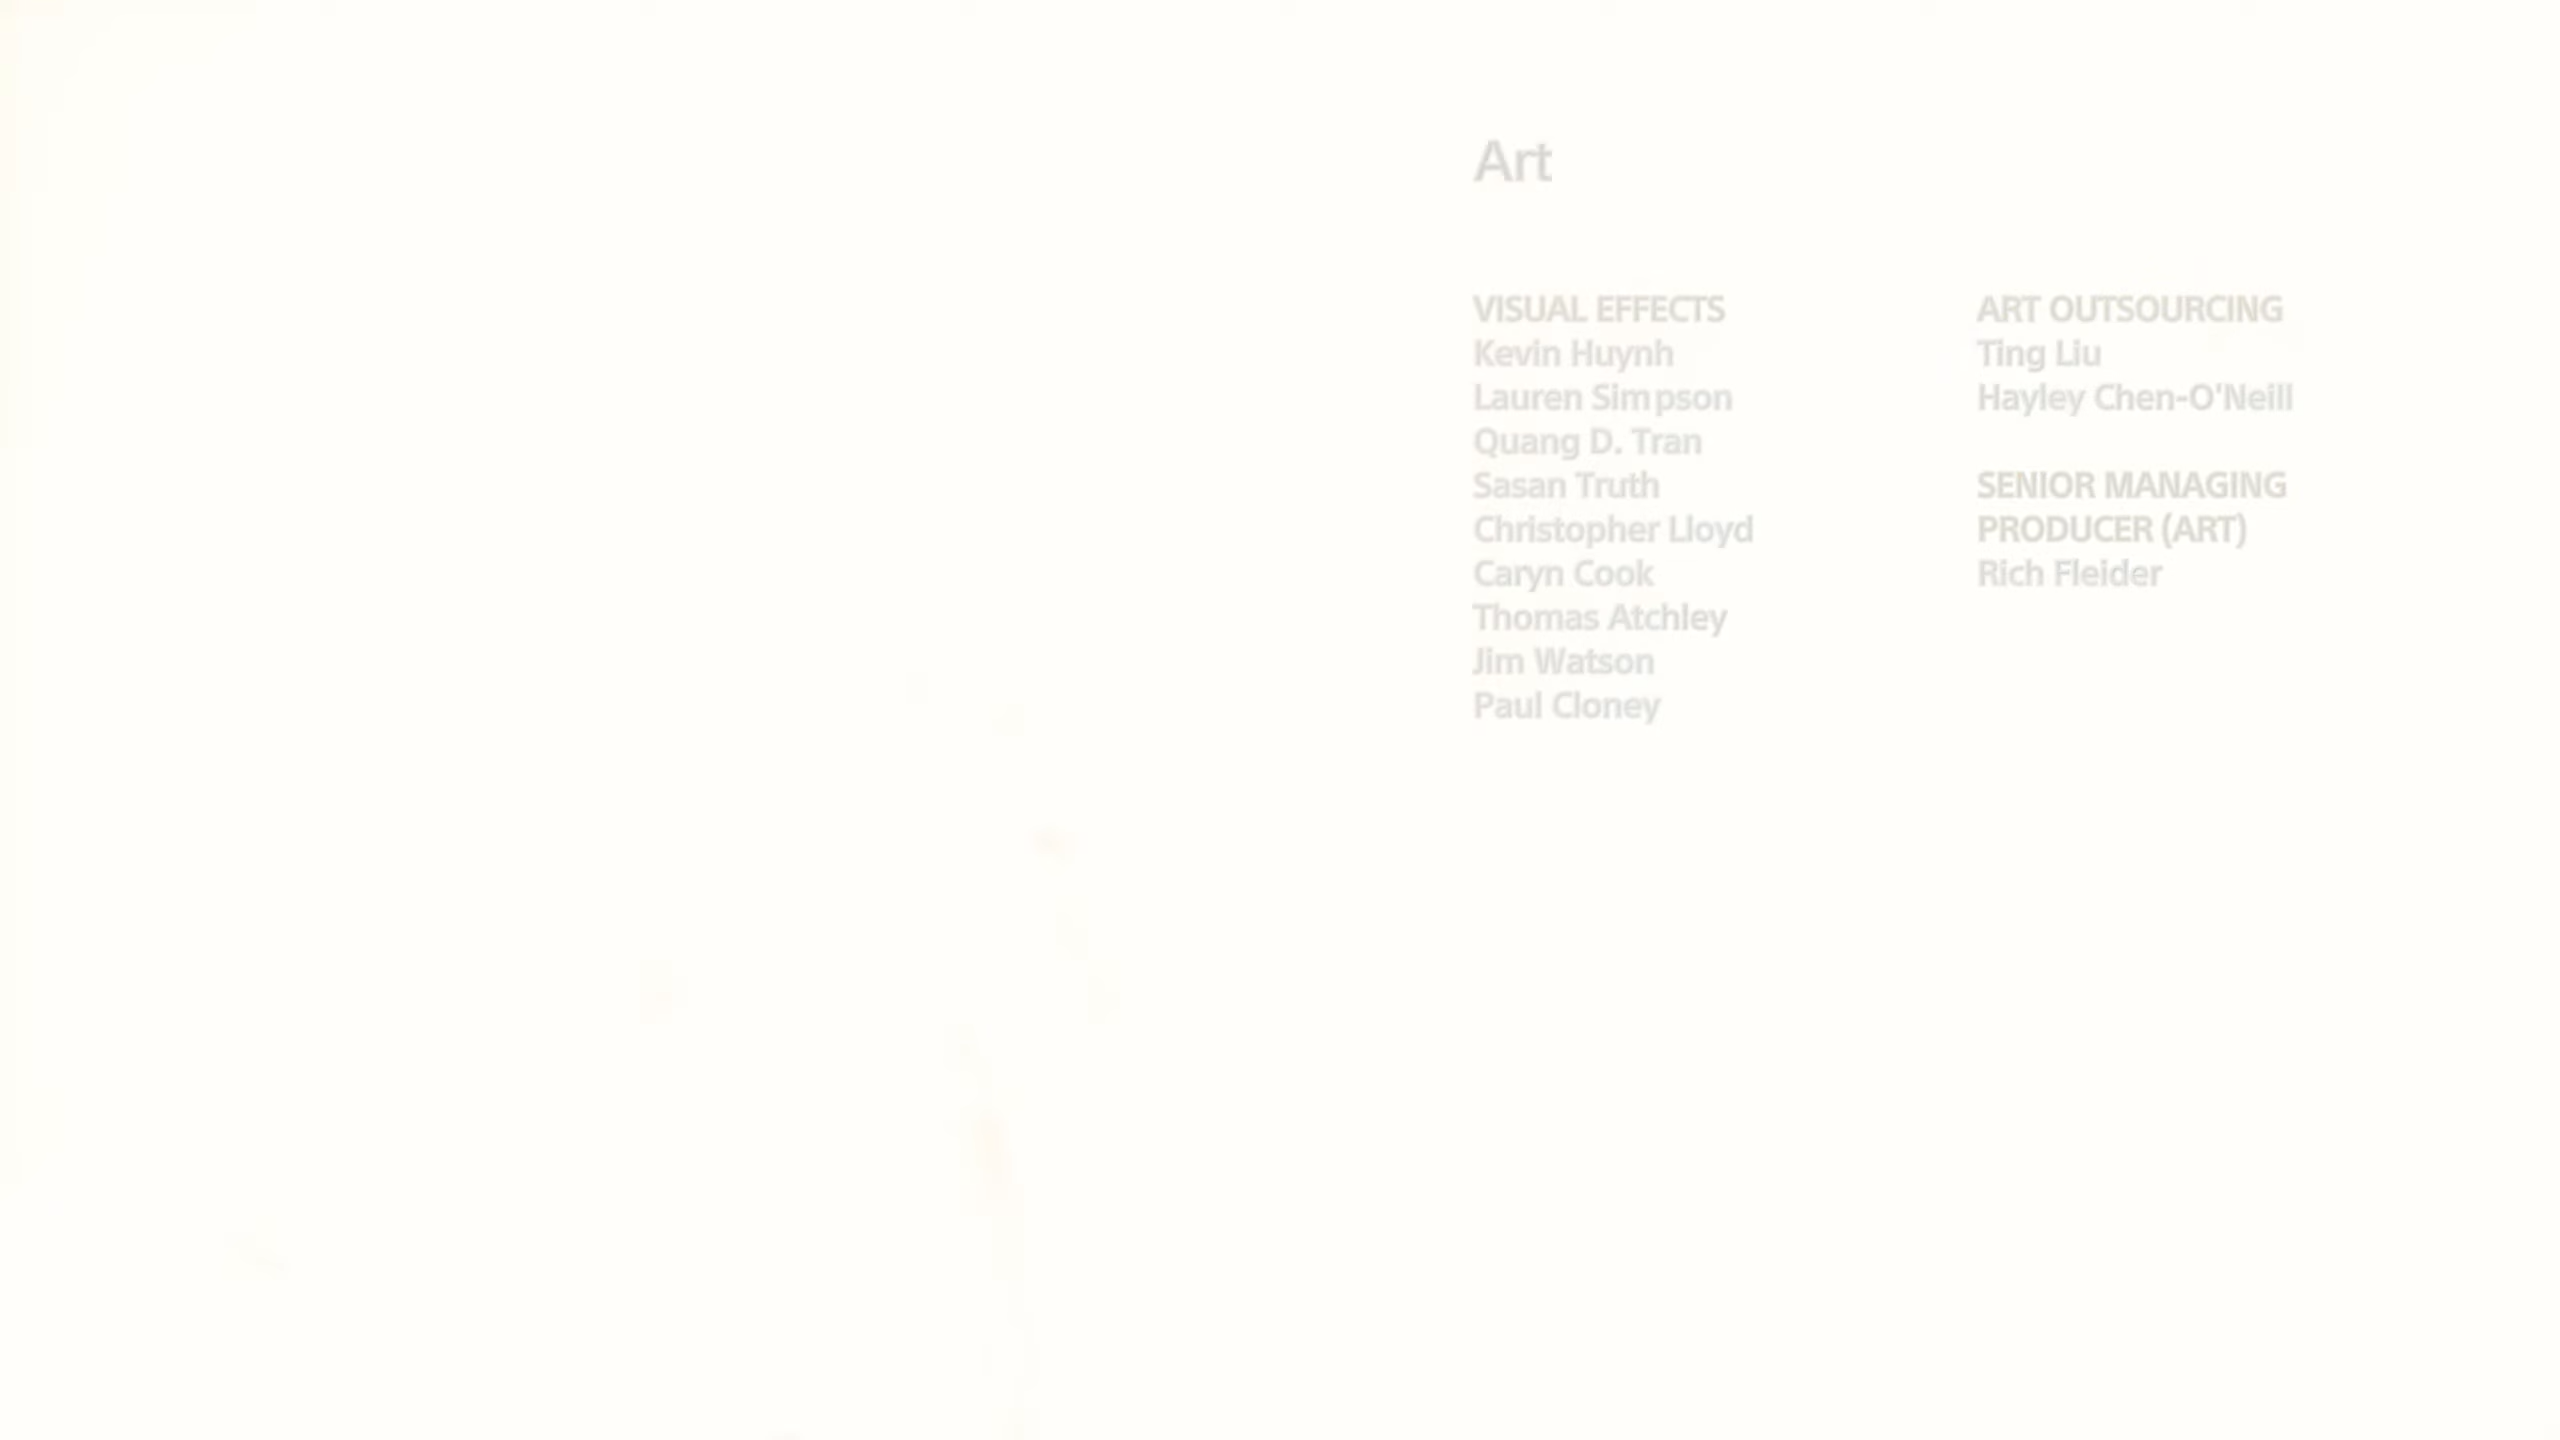 Art
VISUAL EFFECTS
Kevin Huynh
Lauren Simpson
Quang D. Tran
Sasan Truth
Christopher Lloyd
Caryn Cook
Thomas Atchley
Jim Watson
Paul Cloney
ART OUTSOURCING
Ting Liu
Hayley Chen-O'Neill
SENIOR MANAGING
PRODUCER (ART)
Rich Fleider